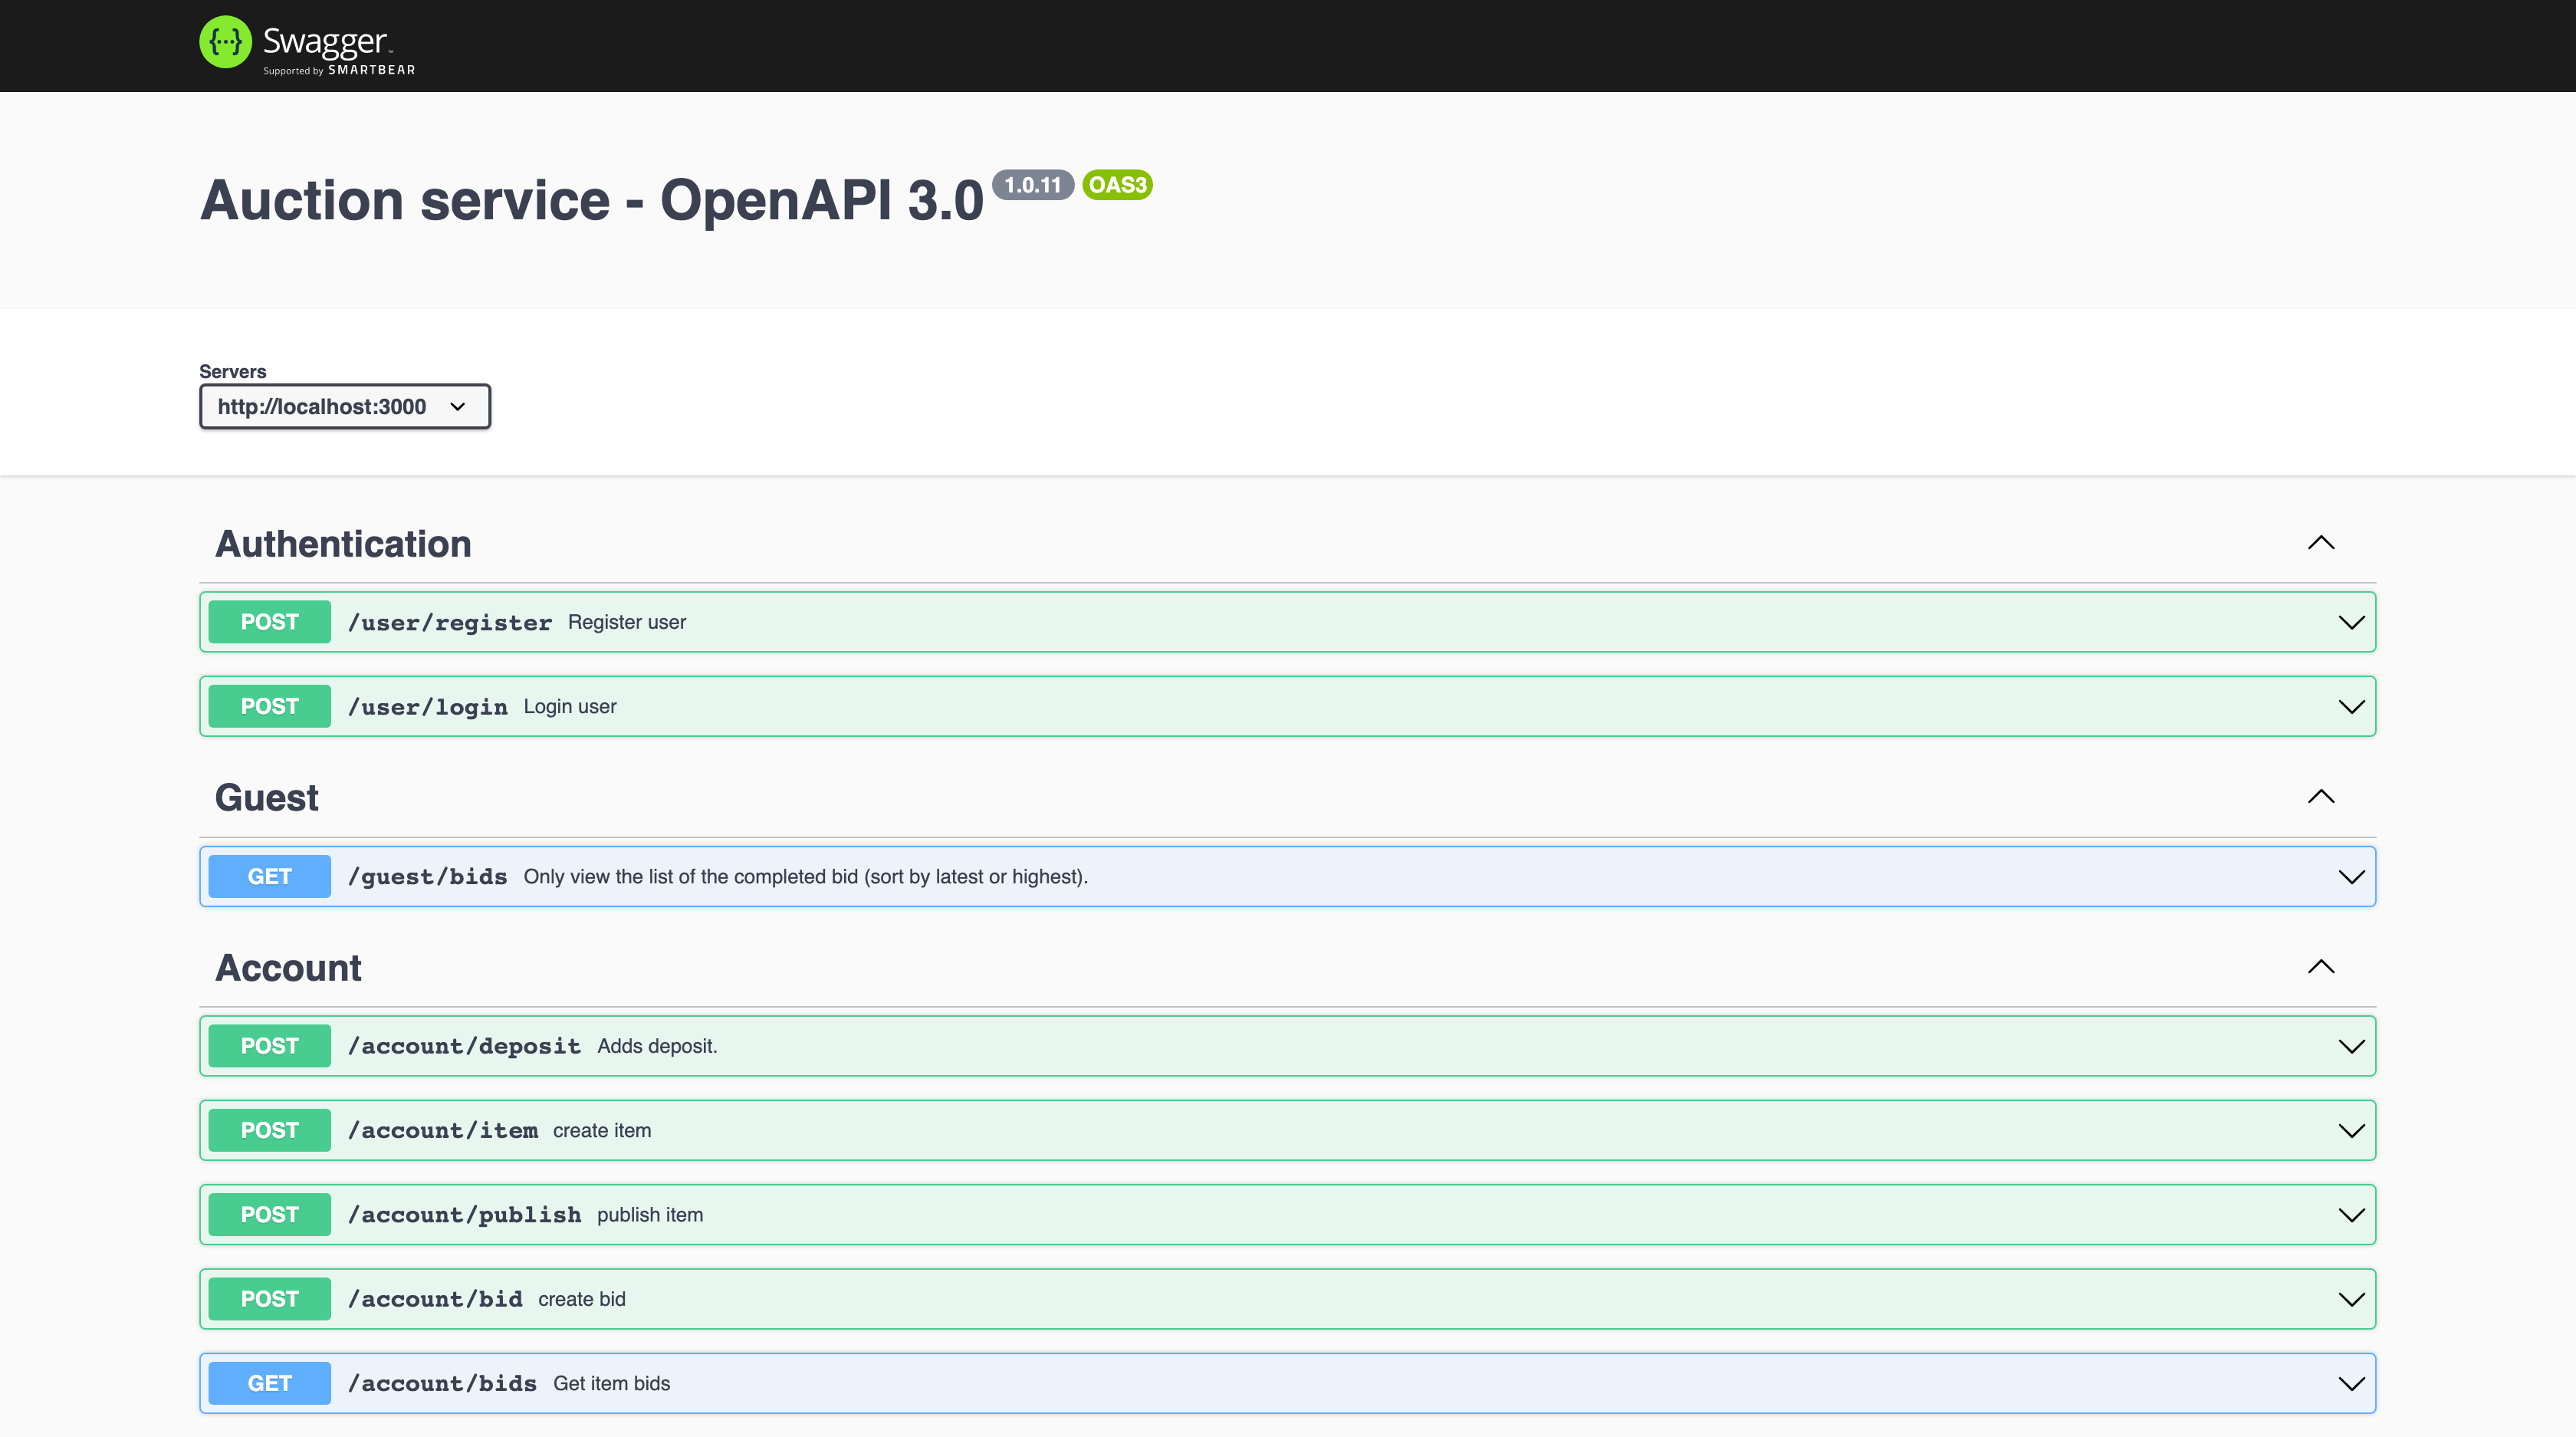 Swagger
Supported by SMARTBEAR
Auction service - OpenAPI 3.0 1.0.11 OAS3
Servers
http://localhost:3000
Authentication
POST /user/register Register user
POST /user/login Login user
Guest
GET /guest/bids Only view the list of the completed bid (sort by latest or highest).
Account
POST /account/deposit Adds deposit.
POST /account/item create item
POST /account/publish publish item
POST /account/bid create bid
GET /account/bids Get item bids